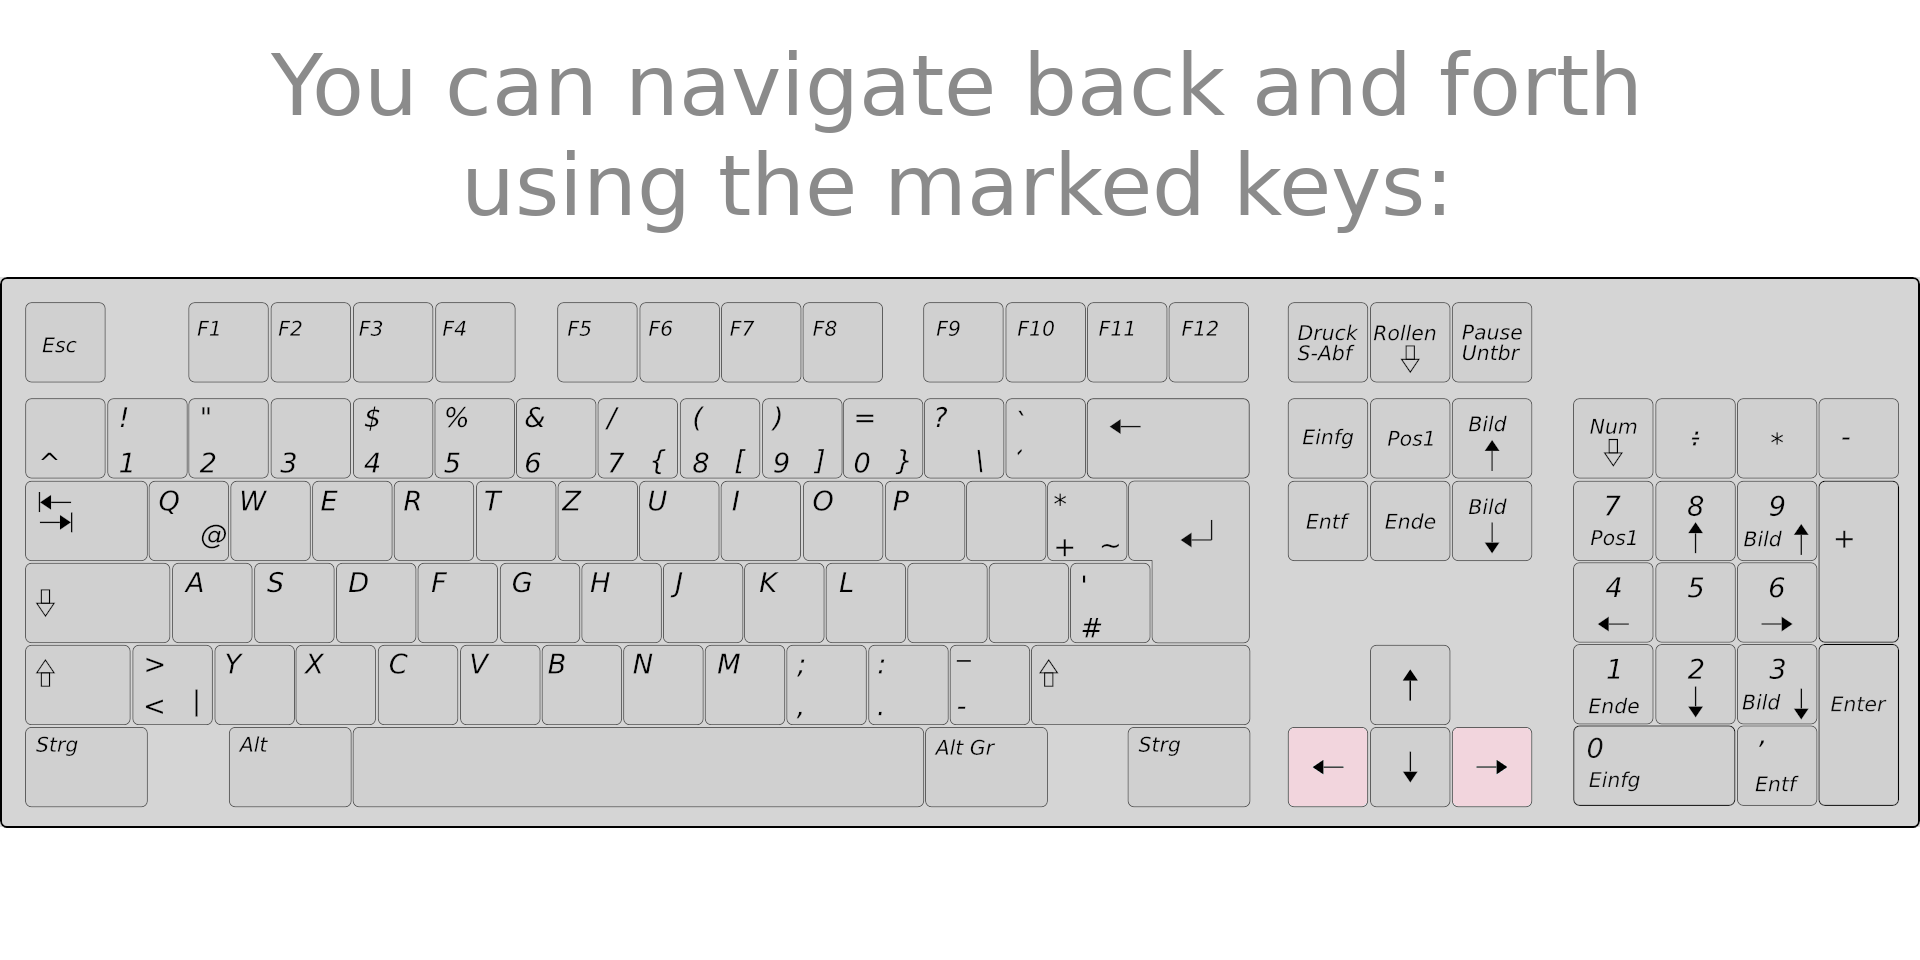 You can navigate back and forth
using the marked keys:
Esc F1 F2 F3 F4 F5 F6 F7 F8 F9 F10 F11 F12 Druck S-Abf Rollen Pause Untbr
^ ! 1 " 2 3 $ 4 % 5 & 6 / 7 { ( 8 [ ) 9 ] = 0 } ? \ ` ´ ← Einfg Pos1 Bild ↑ Num ÷ * -
Q @ W E R T Z U I O P * + ~ Entf Ende Bild ↓ 7 Pos1 8 ↑ 9 Bild ↑ +
A S D F G H J K L ' # 4 ← 5 6 →
> < | Y X C V B N M ; , : . _ - ↑ 1 Ende 2 ↓ 3 Bild ↓ Enter
Strg Alt Alt Gr Strg ← ↓ → 0 Einfg , Entf